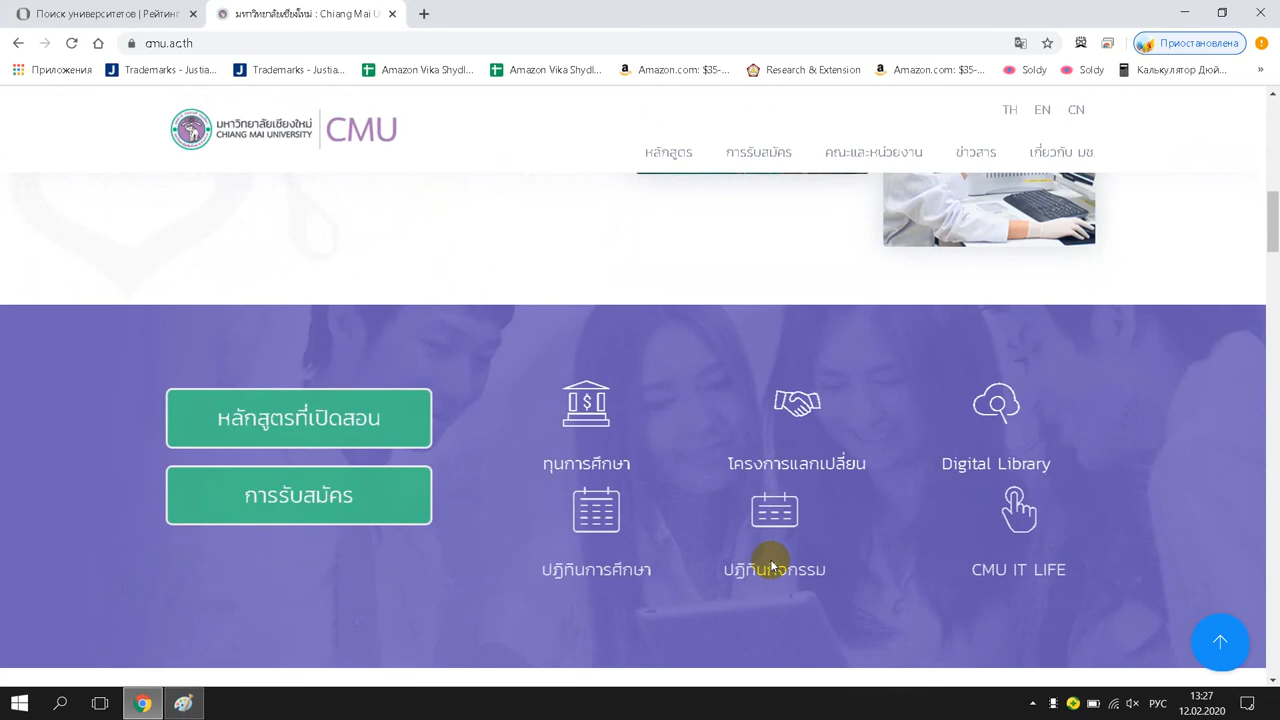 Поиск университетов | Рейтинг
มหาวิทยาลัยเชียงใหม่ : Chiang Mai U
cmu.ac.th
Приостановлена
Приложения
Trademarks - Justia...
Trademarks - Justia...
Amazon Vika Shydl...
Amazon Vika Shydl...
Amazon.com: $35-...
Research & Extension
Amazon.com: $35-...
Soldy
Soldy
Калькулятор Дюй...
»
TH EN CN
มหาวิทยาลัยเชียงใหม่
CHIANG MAI UNIVERSITY
CMU
หลักสูตร การรับสมัคร คณะและหน่วยงาน ข่าวสาร เกี่ยวกับ มช.
หลักสูตรที่เปิดสอน
การรับสมัคร
ทุนการศึกษา โครงการแลกเปลี่ยน Digital Library
ปฏิทินการศึกษา ปฏิทินกิจกรรม CMU IT LIFE
РУС
13:27
12.02.2020